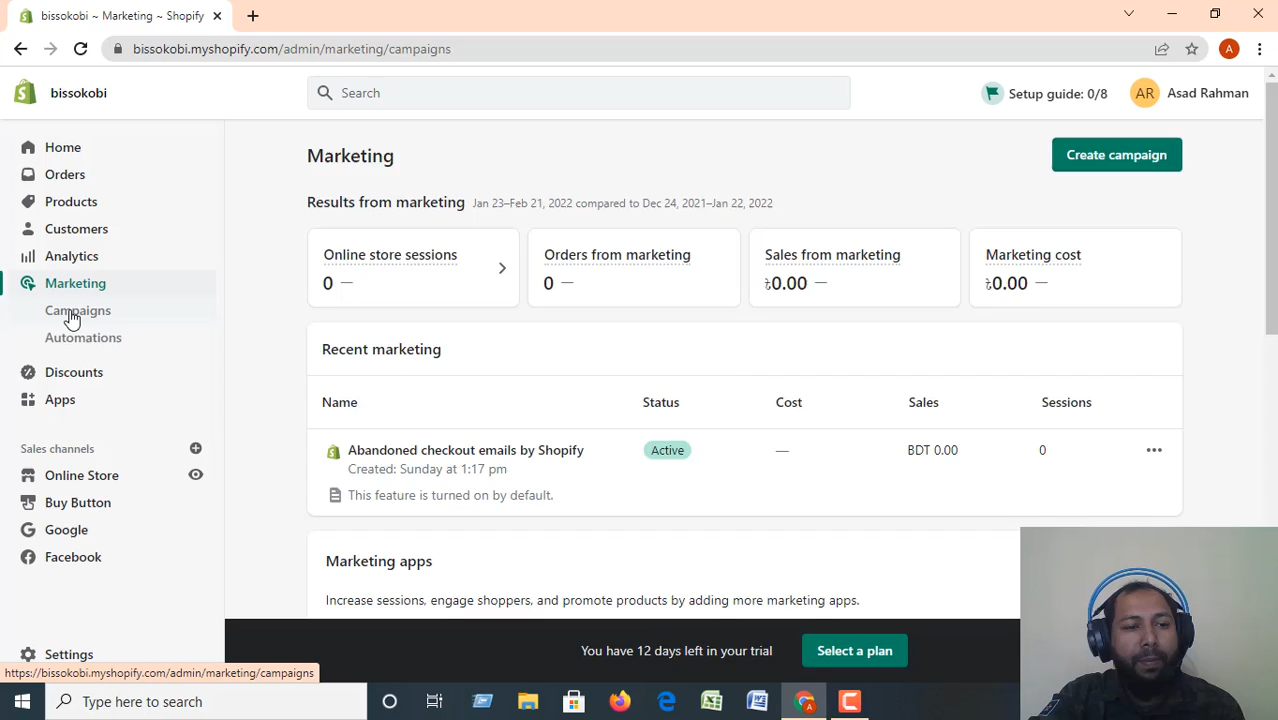 bissokobi ~ Marketing ~ Shopify
bissokobi.myshopify.com/admin/marketing/campaigns
A
bissokobi
Search
Setup guide: 0/8
AR
Asad Rahman
Home
Orders
Products
Customers
Analytics
Marketing
Campaigns
Automations
Discounts
Apps
Sales channels
Online Store
Buy Button
Google
Facebook
Settings
Marketing
Create campaign
Results from marketing Jan 23–Feb 21, 2022 compared to Dec 24, 2021–Jan 22, 2022
Online store sessions
0 —
Orders from marketing
0 —
Sales from marketing
৳0.00 —
Marketing cost
৳0.00 —
Recent marketing
Name Status Cost Sales Sessions
Abandoned checkout emails by Shopify Active — BDT 0.00 0
Created: Sunday at 1:17 pm
This feature is turned on by default.
Marketing apps
Increase sessions, engage shoppers, and promote products by adding more marketing apps.
You have 12 days left in your trial
Select a plan
https://bissokobi.myshopify.com/admin/marketing/campaigns
Type here to search